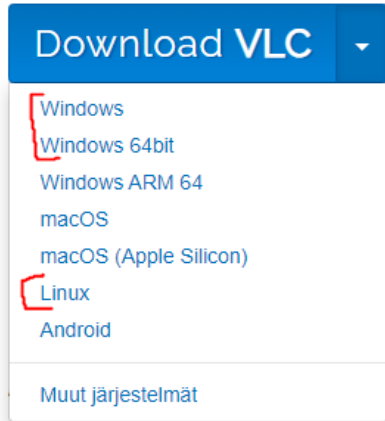 Download VLC
Windows
Windows 64bit
Windows ARM 64
macOS
macOS (Apple Silicon)
Linux
Android
Muut järjestelmät